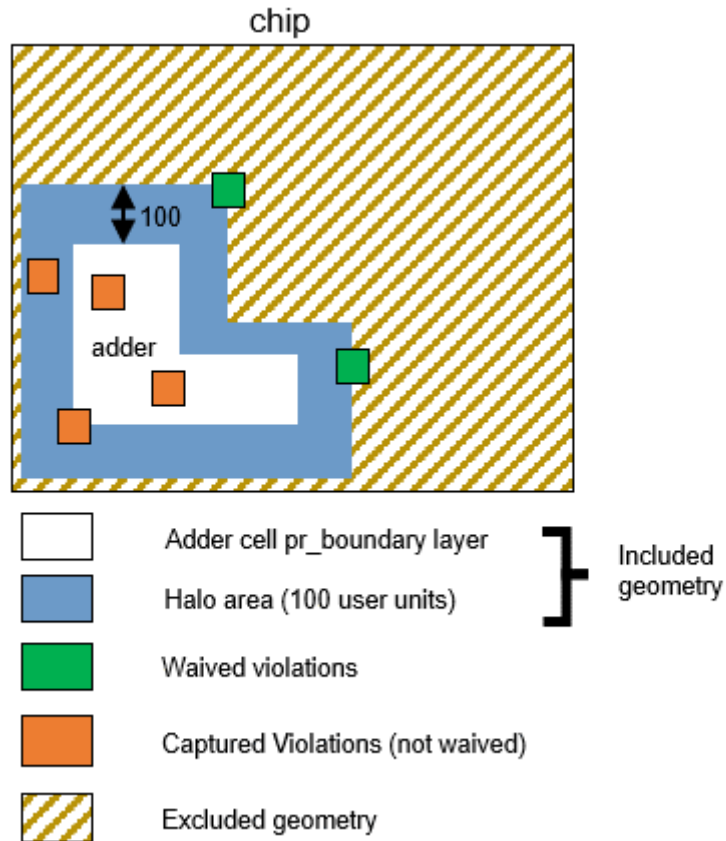 chip
100
adder
Adder cell pr_boundary layer
Included
geometry
Halo area (100 user units)
Waived violations
Captured Violations (not waived)
Excluded geometry